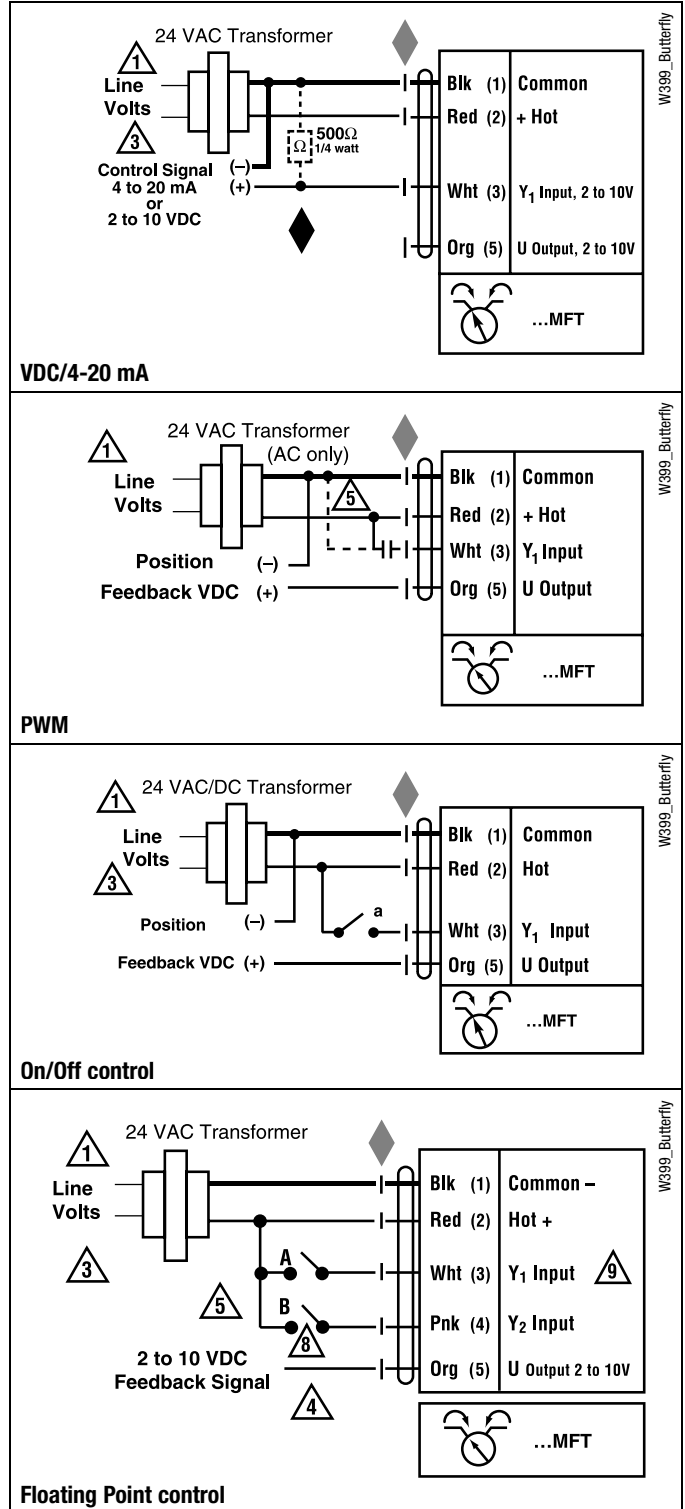 24 VAC Transformer
1
Line
Volts
3
Control Signal
4 to 20 mA
or
2 to 10 VDC
(–)
(+)
Ω
500Ω
1/4 watt
Blk (1) Common
Red (2) + Hot
Wht (3) Y1 Input, 2 to 10V
Org (5) U Output, 2 to 10V
...MFT
W399_Butterfly
VDC/4-20 mA
24 VAC Transformer
(AC only)
1
Line
Volts
5
Position (–)
Feedback VDC (+)
Blk (1) Common
Red (2) + Hot
Wht (3) Y1 Input
Org (5) U Output
...MFT
W399_Butterfly
PWM
24 VAC/DC Transformer
1
Line
Volts
3
a
Position (–)
Feedback VDC (+)
Blk (1) Common
Red (2) Hot
Wht (3) Y1 Input
Org (5) U Output
...MFT
W399_Butterfly
On/Off control
24 VAC Transformer
1
Line
Volts
3
A
5
B
8
2 to 10 VDC
Feedback Signal
4
Blk (1) Common –
Red (2) Hot +
Wht (3) Y1 Input 9
Pnk (4) Y2 Input
Org (5) U Output 2 to 10V
...MFT
W399_Butterfly
Floating Point control